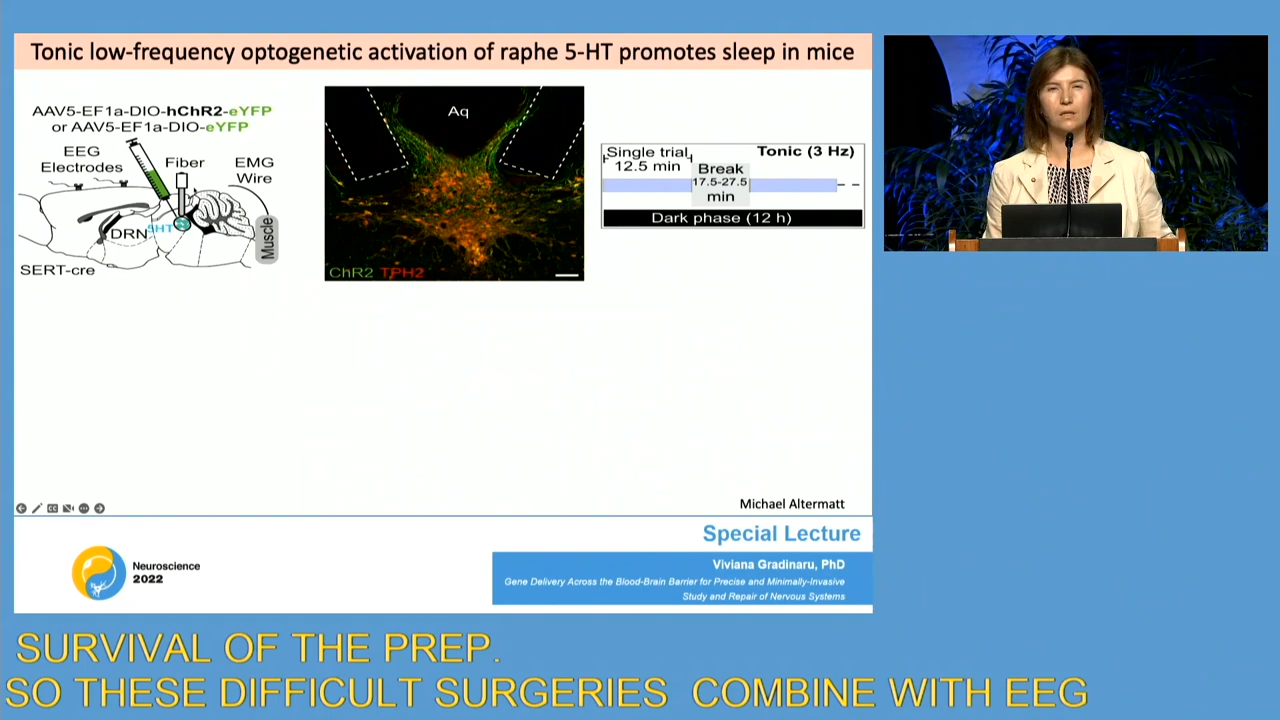 Tonic low-frequency optogenetic activation of raphe 5-HT promotes sleep in mice
AAV5-EF1a-DIO-hChR2-eYFP
or AAV5-EF1a-DIO-eYFP
EEG
Electrodes
Fiber
EMG
Wire
DRN
5HT
Muscle
SERT-cre
Aq
ChR2 TPH2
Single trial
12.5 min
Break
17.5-27.5
min
Tonic (3 Hz)
Dark phase (12 h)
Michael Altermatt
Special Lecture
Neuroscience
2022
Viviana Gradinaru, PhD
Gene Delivery Across the Blood-Brain Barrier for Precise and Minimally-Invasive
Study and Repair of Nervous Systems
SURVIVAL OF THE PREP.
SO THESE DIFFICULT SURGERIES COMBINE WITH EEG